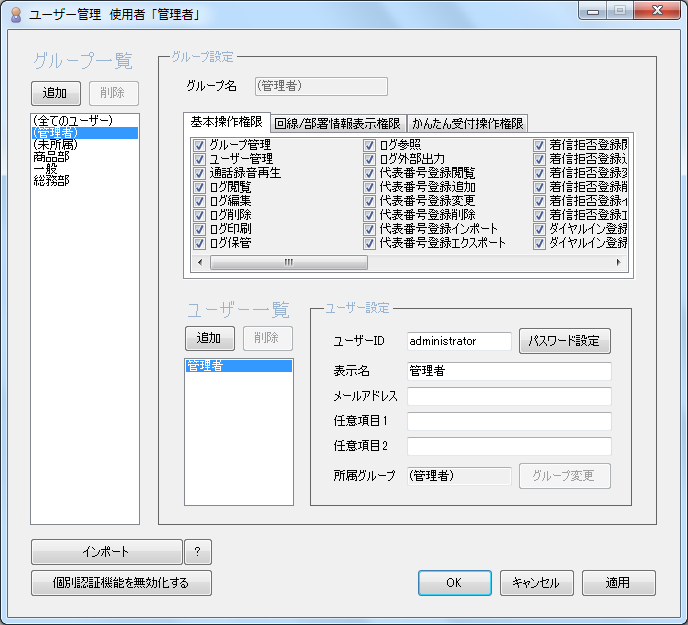 ユーザー管理 使用者「管理者」
グループ一覧
追加
削除
(全てのユーザー)
(管理者)
(未所属)
商品部
一般
総務部
グループ設定
グループ名
(管理者)
基本操作権限
回線/部署情報表示権限
かんたん受付操作権限
グループ管理
ユーザー管理
通話録音再生
ログ閲覧
ログ編集
ログ削除
ログ印刷
ログ保管
ログ参照
ログ外部出力
代表番号登録閲覧
代表番号登録追加
代表番号登録変更
代表番号登録削除
代表番号登録インポート
代表番号登録エクスポート
着信拒否登録
着信拒否登録
着信拒否登録
着信拒否登録
着信拒否登録イ
着信拒否登録エ
ダイヤルイン登録
ダイヤルイン登録
ユーザー一覧
追加
削除
管理者
ユーザー設定
ユーザーID
administrator
パスワード設定
表示名
管理者
メールアドレス
任意項目1
任意項目2
所属グループ
(管理者)
グループ変更
インポート
?
個別認証機能を無効化する
OK
キャンセル
適用